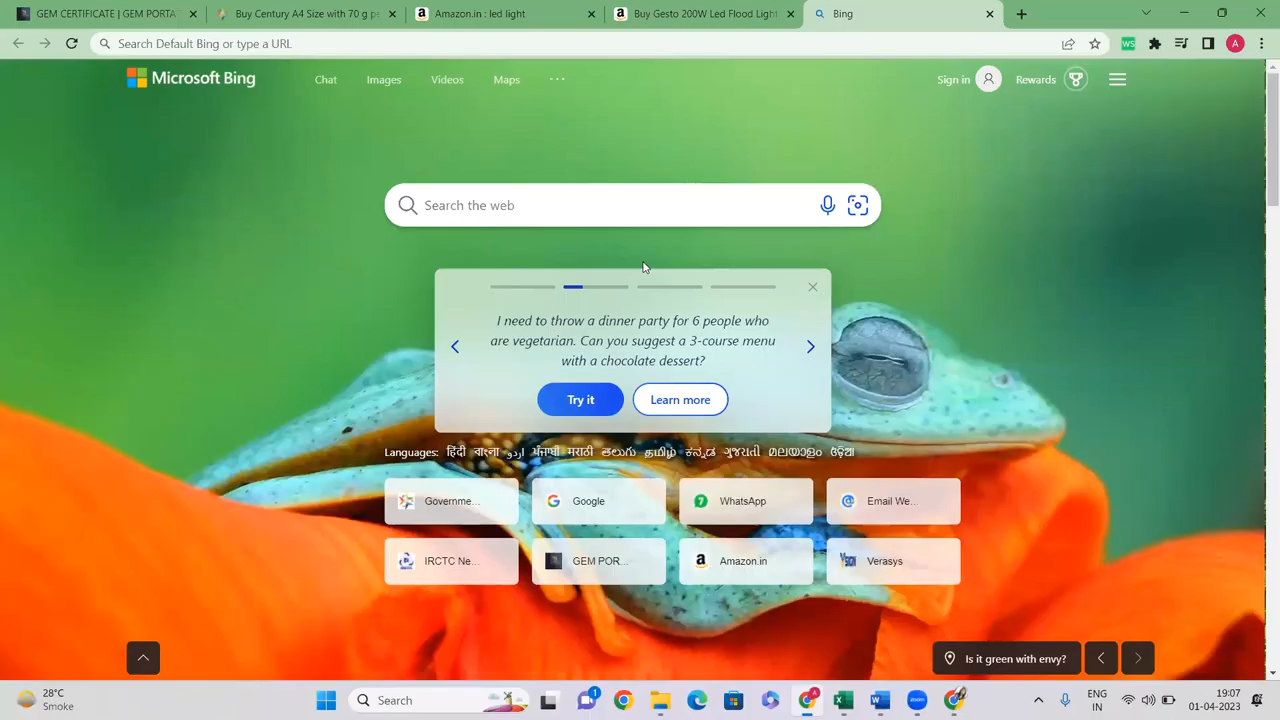 GEM CERTIFICATE | GEM PORTA
Buy Century A4 Size with 70 g pe
Amazon.in : led light
Buy Gesto 200W Led Flood Light
Bing
Search Default Bing or type a URL
WS
A
Microsoft Bing
Chat
Images
Videos
Maps
Sign in
Rewards
Search the web
I need to throw a dinner party for 6 people who
are vegetarian. Can you suggest a 3-course menu
with a chocolate dessert?
Try it
Learn more
Languages: हिंदी বাংলা اردو ਪੰਜਾਬੀ मराठी తెలుగు தமிழ் ಕನ್ನಡ ગુજરાતી മലയാളം ଓଡ଼ିଆ
Governme...
Google
WhatsApp
Email We...
IRCTC Ne...
GEM POR...
Amazon.in
Verasys
Is it green with envy?
28°C
Smoke
Search
1
zoom
ENG
IN
19:07
01-04-2023